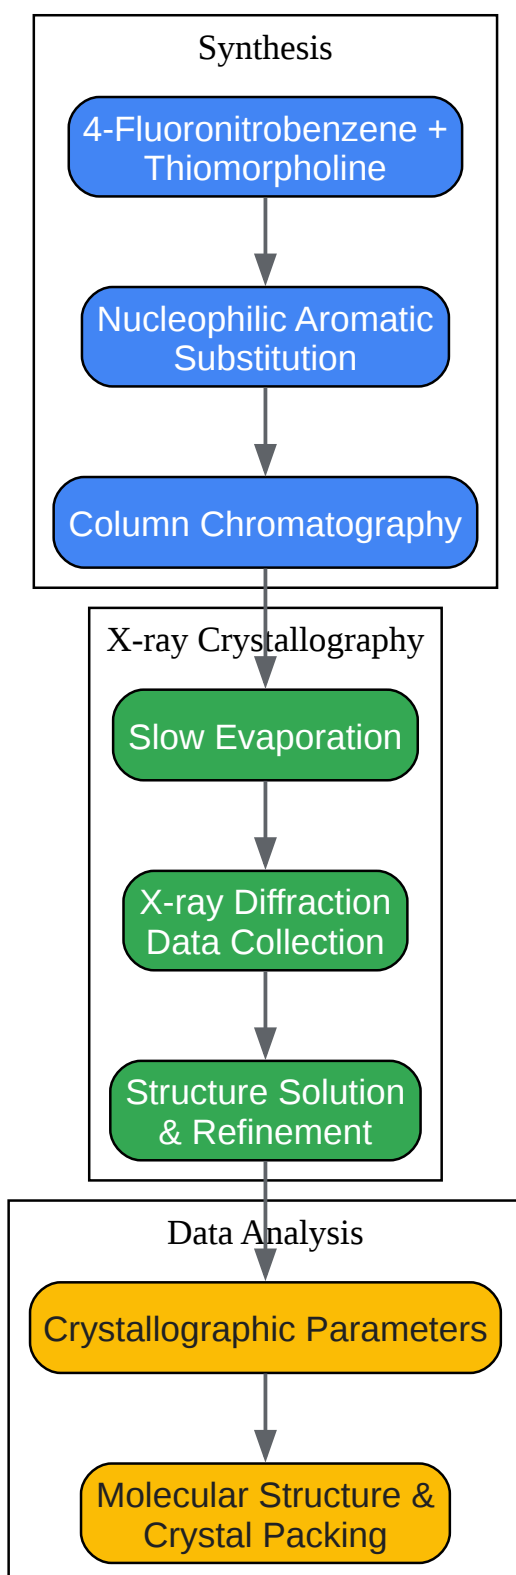 Synthesis
4-Fluoronitrobenzene +
Thiomorpholine
Nucleophilic Aromatic
Substitution
Column Chromatography
X-ray Crystallography
Slow Evaporation
X-ray Diffraction
Data Collection
Structure Solution
& Refinement
Data Analysis
Crystallographic Parameters
Molecular Structure &
Crystal Packing